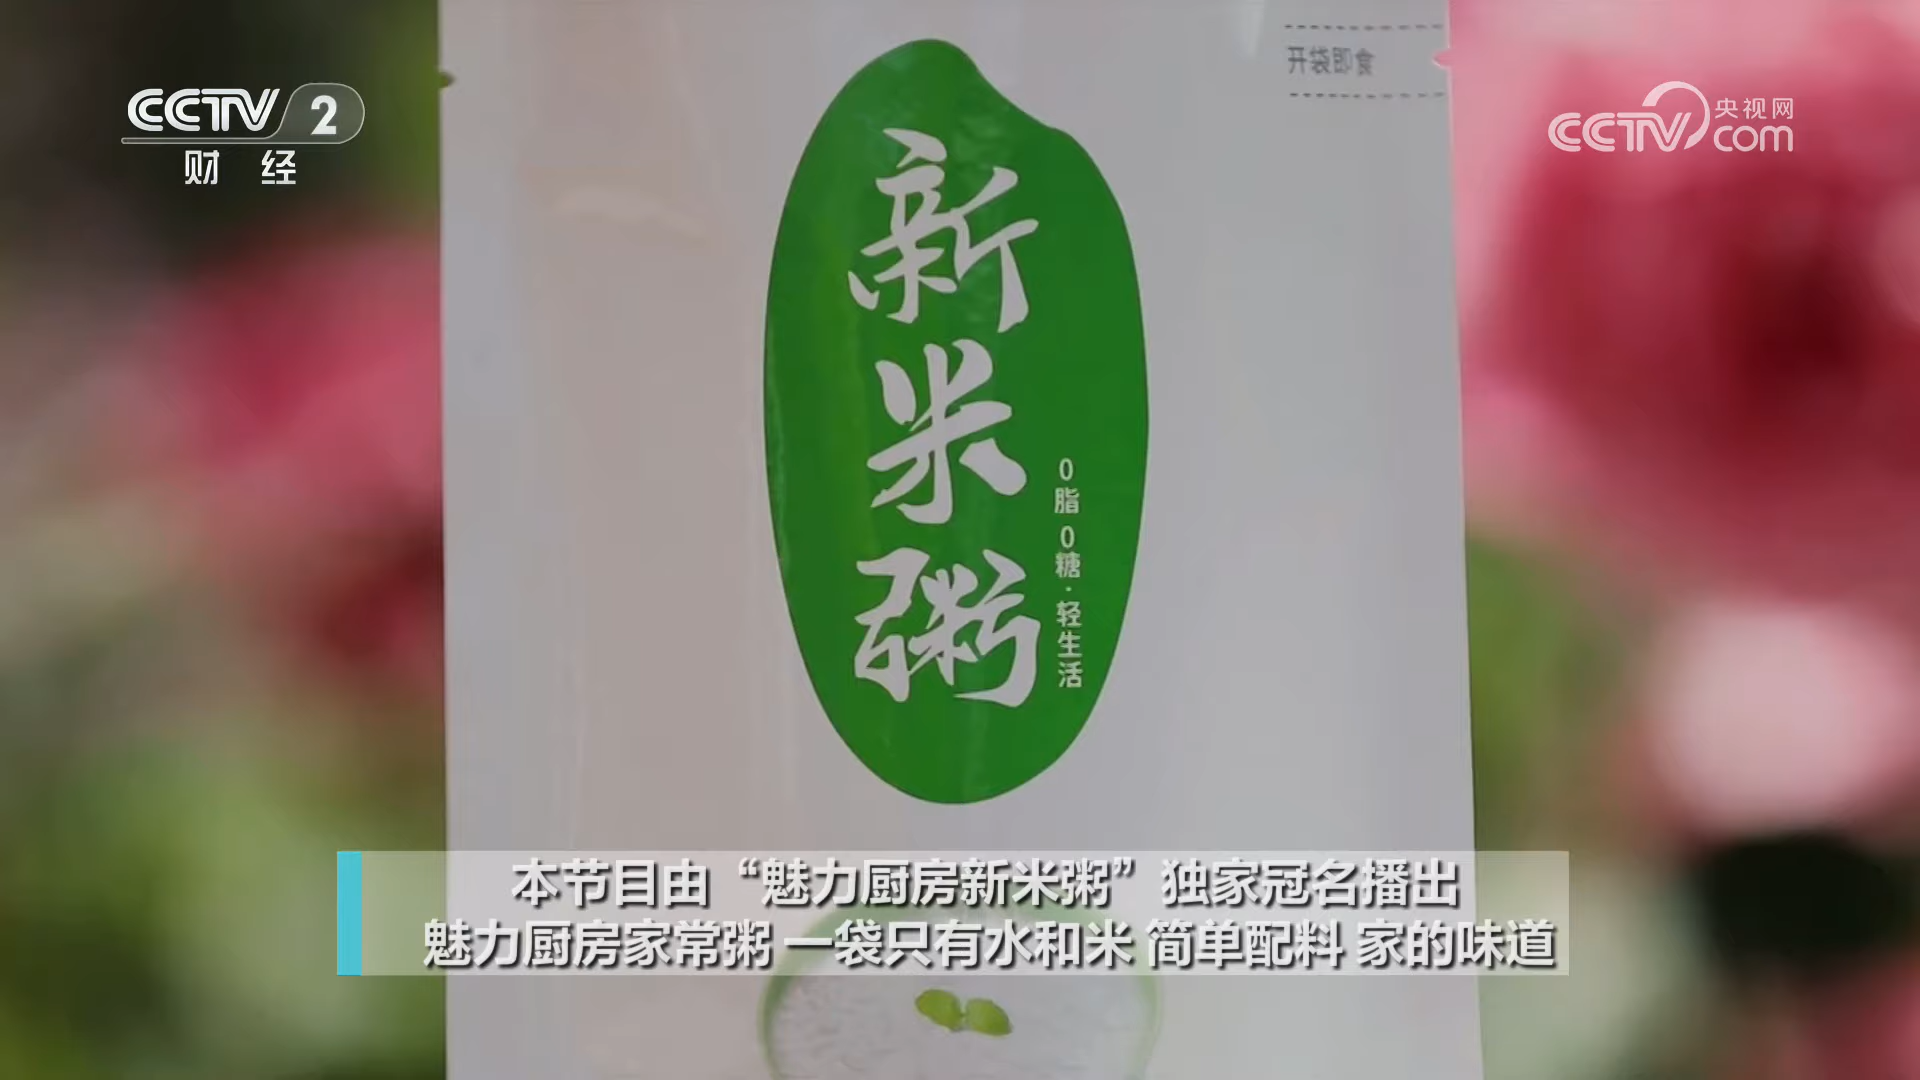 CCTV 2
财 经
央视网
CCTV com
开袋即食
新米粥
0脂0糖·轻生活
本节目由“魅力厨房新米粥”独家冠名播出
魅力厨房家常粥 一袋只有水和米 简单配料 家的味道